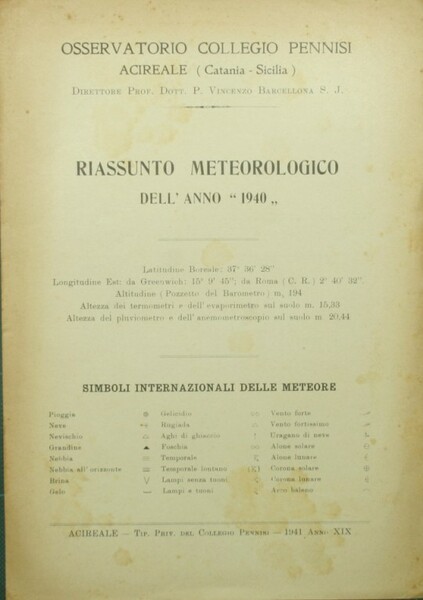 OSSERVATORIO COLLEGIO PENNISI
ACIREALE ( Catania - Sicilia )
DIRETTORE PROF. DOTT. P. VINCENZO BARCELLONA S. J.
RIASSUNTO METEOROLOGICO
DELL' ANNO “ 1940 „
Latitudine Boreale: 37° 36' 28''
Longitudine Est: da Greenwich: 15° 9' 45''; da Roma ( C. R.) 2° 40' 32''.
Altitudine ( Pozzetto del Barometro ) m. 194
Altezza dei termometri e dell' evaporimetro sul suolo m. 15,93
Altezza del pluviometro e dell' anemometroscopio sul suolo m 20,44
SIMBOLI INTERNAZIONALI DELLE METEORE
Pioggia Gelicidio Vento forte
Neve Rugiada Vento fortissimo
Nevischio Aghi di ghiaccio Uragano di neve
Grandine Foschia Alone solare
Nebbia Temporale Alone lunare
Nebbia all' orizzonte Temporale lontano Corona solare
Brina Lampi senza tuoni Corona lunare
Galo Lampi e tuoni Arco baleno
ACIREALE — TIP. PRIV. DEL COLLEGIO PENNISI — 1941 ANNO XIX